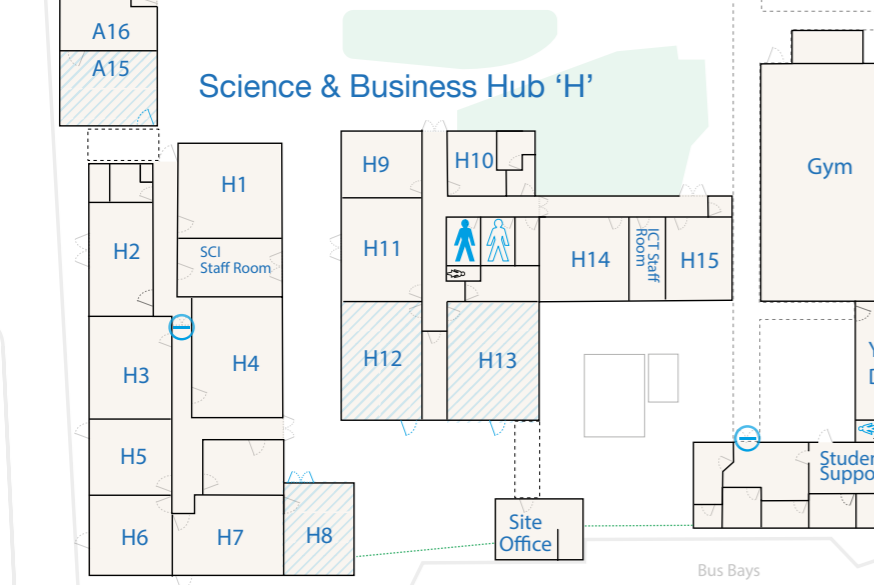 A16
A15
Science & Business Hub ‘H’
H1
H9
H10
Gym
H2
SCI
Staff Room
H11
H14
ICT Staff
Room
H15
H3
H4
H12
H13
H5
H6
H7
H8
Site
Office
Bus Bays